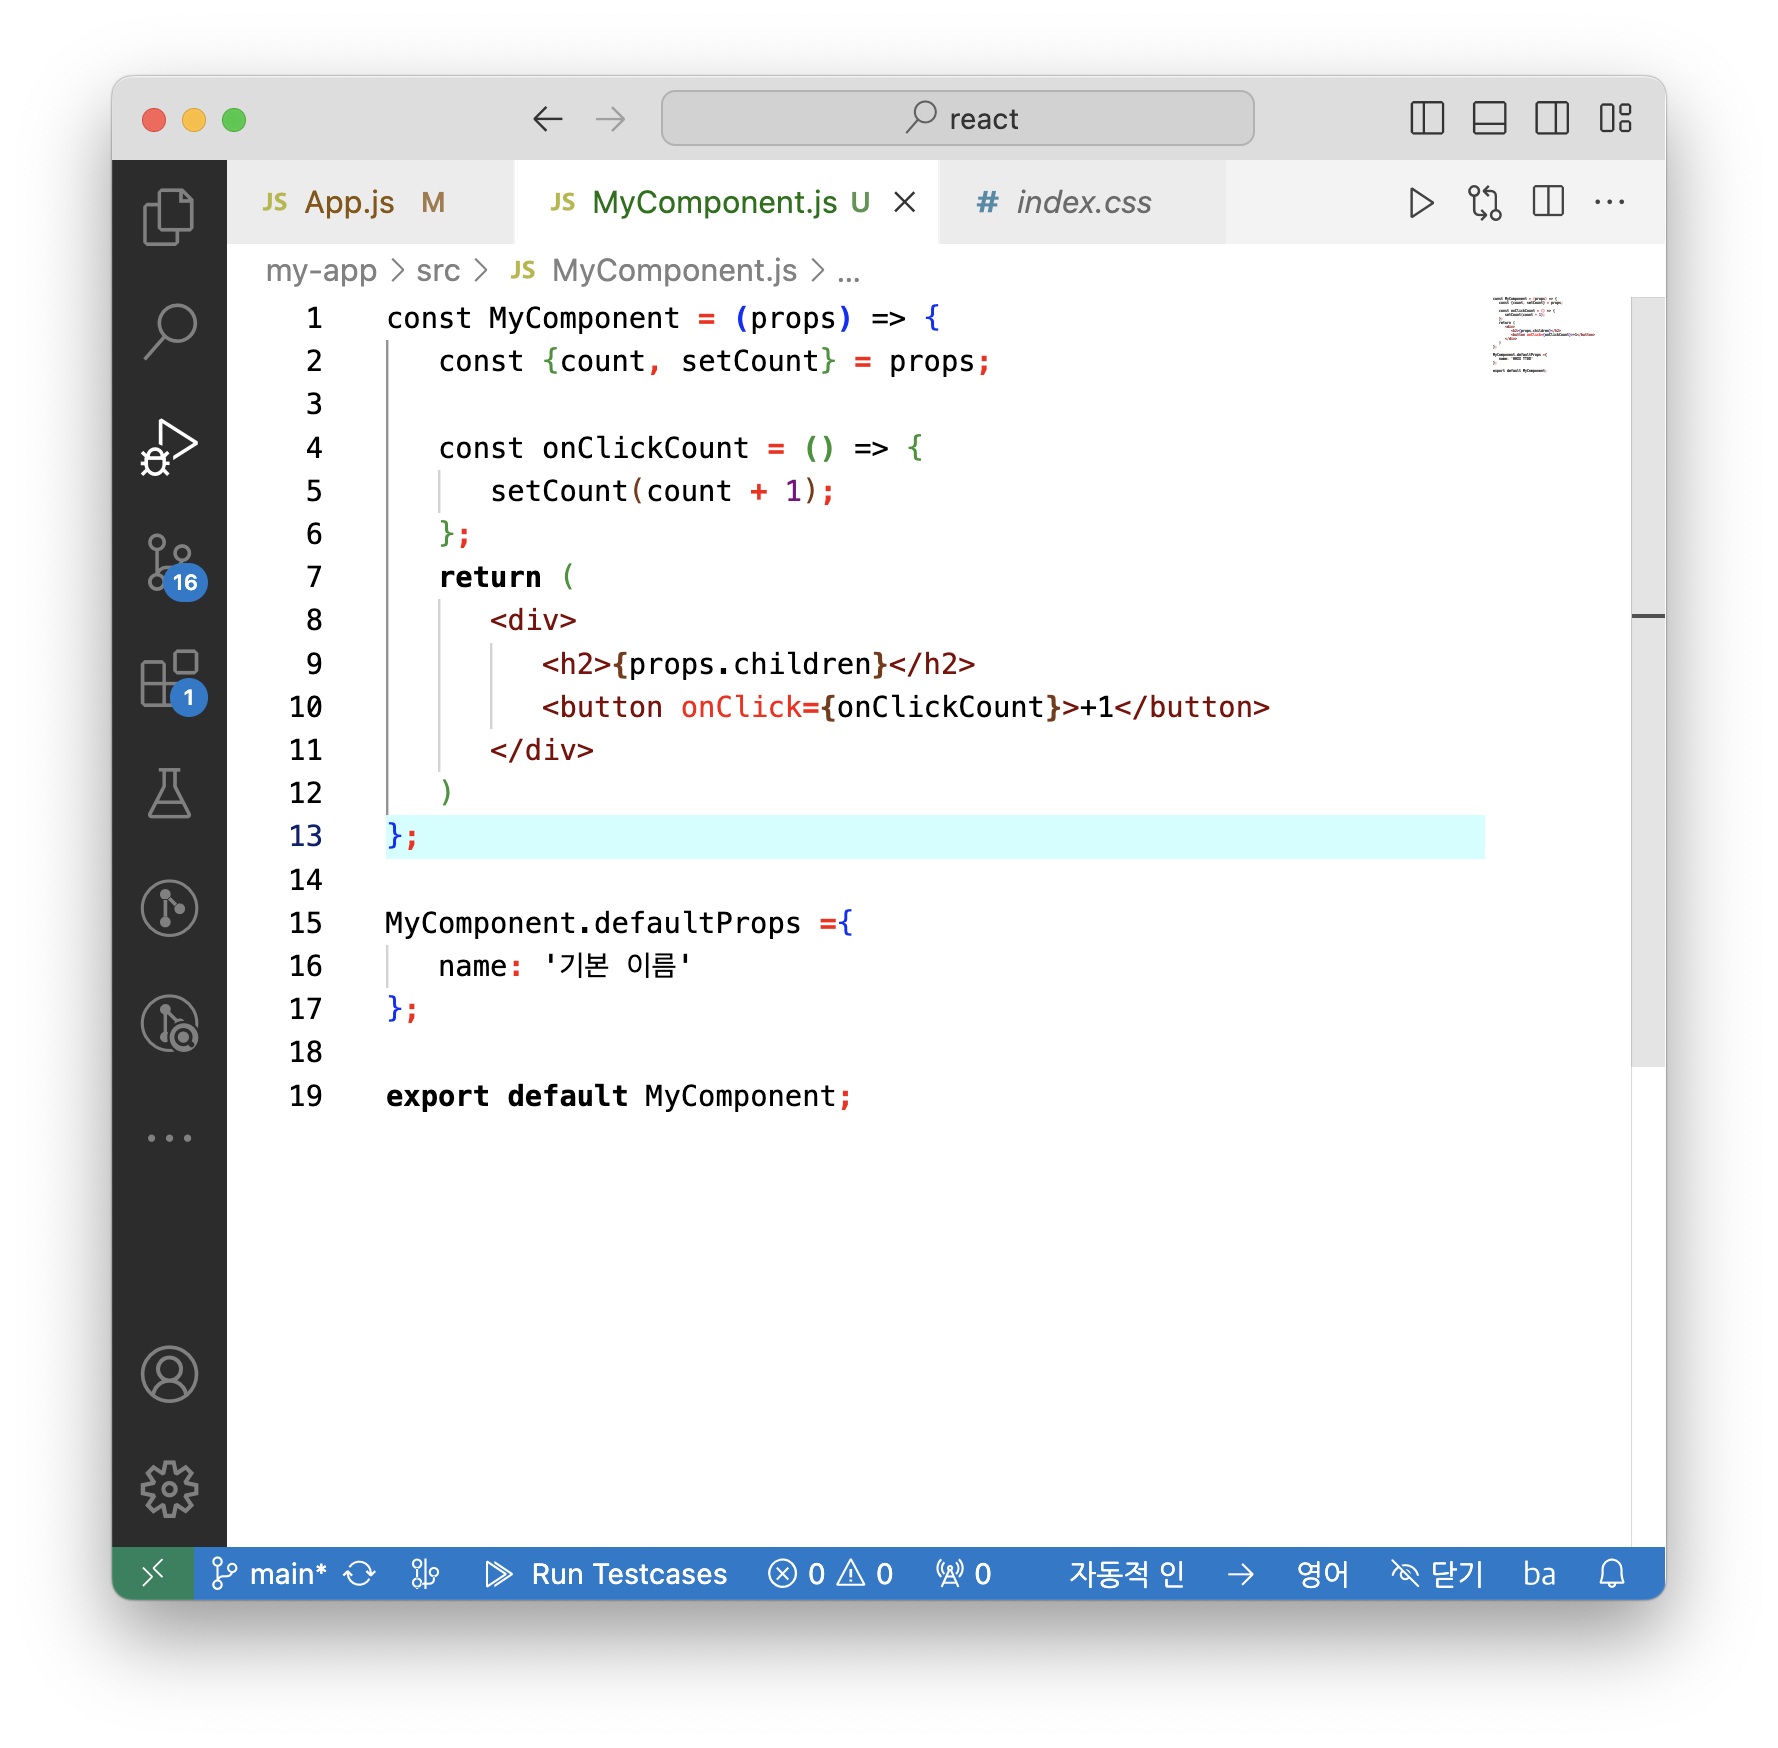 react
JS App.js M JS MyComponent.js U # index.css
my-app > src > JS MyComponent.js > ...
1 const MyComponent = (props) => {
2 const {count, setCount} = props;
3
4 const onClickCount = () => {
5 setCount(count + 1);
6 };
7 return (
8 <div>
9 <h2>{props.children}</h2>
10 <button onClick={onClickCount}>+1</button>
11 </div>
12 )
13 };
14
15 MyComponent.defaultProps ={
16 name: '기본 이름'
17 };
18
19 export default MyComponent;
16
1
main* Run Testcases 0 0 0 자동적 인 → 영어 닫기 ba